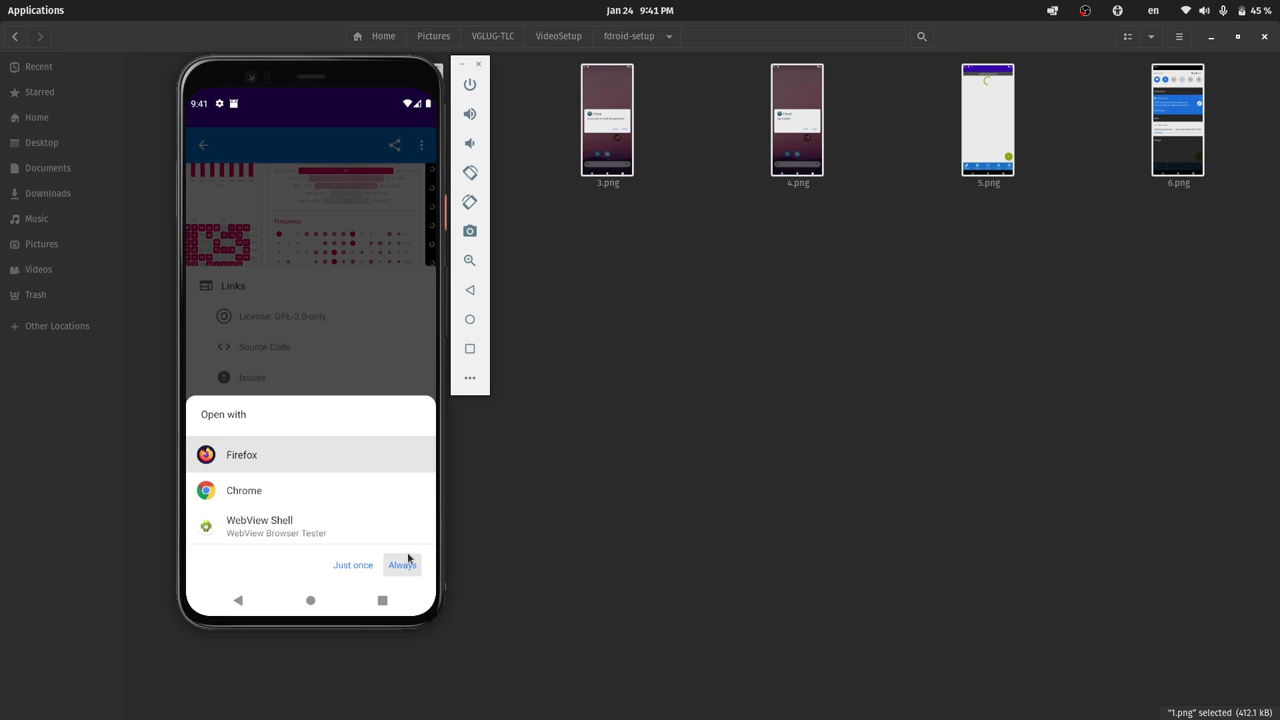 Applications
Jan 24 9:41 PM
en
45 %
Home
Pictures
VGLUG-TLC
VideoSetup
fdroid-setup
Recent
Starred
Home
Desktop
Documents
Downloads
Music
Pictures
Videos
Trash
Other Locations
9:41
Frequency
Links
License: GPL-3.0-only
Source Code
Issues
Open with
Firefox
Chrome
WebView Shell
WebView Browser Tester
Just once
Always
3.png
4.png
5.png
6.png
"1.png" selected (412.1 kB)